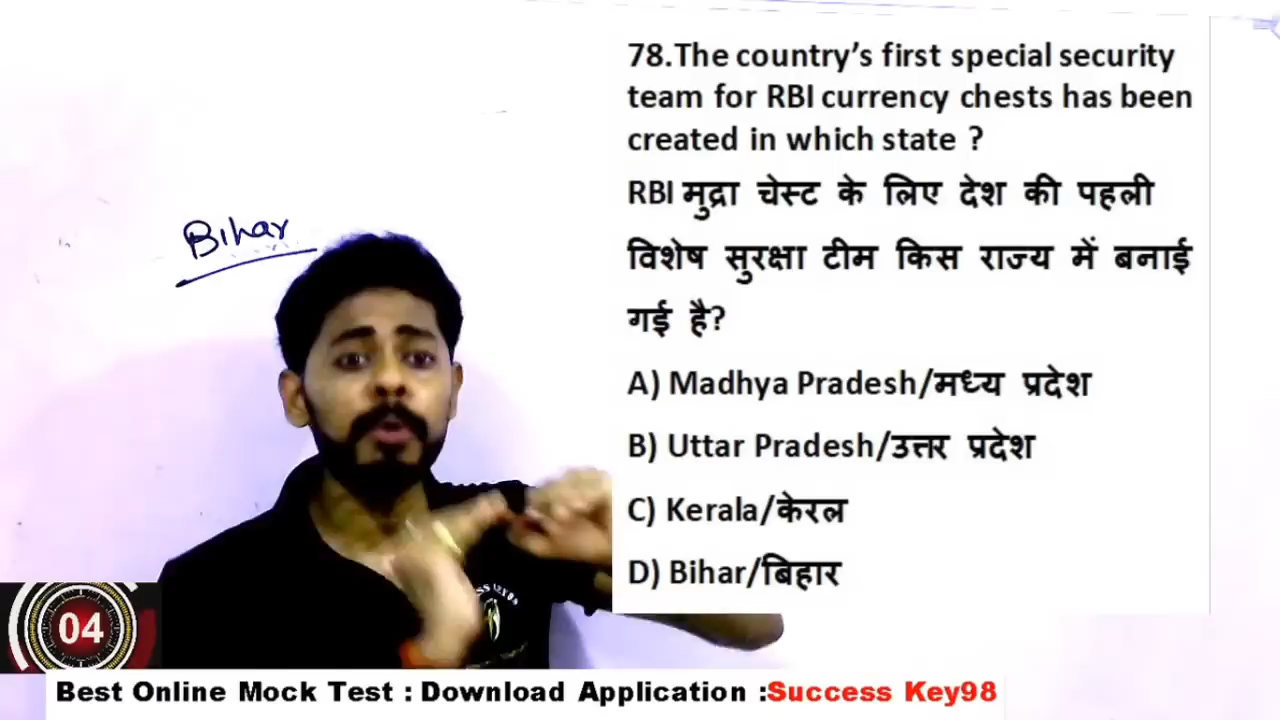 78.The country's first special security
team for RBI currency chests has been
created in which state ?
RBI मुद्रा चेस्ट के लिए देश की पहली
विशेष सुरक्षा टीम किस राज्य में बनाई
गई है?
A) Madhya Pradesh/मध्य प्रदेश
B) Uttar Pradesh/उत्तर प्रदेश
C) Kerala/केरल
D) Bihar/बिहार
Bihar
04
Best Online Mock Test : Download Application :Success Key98